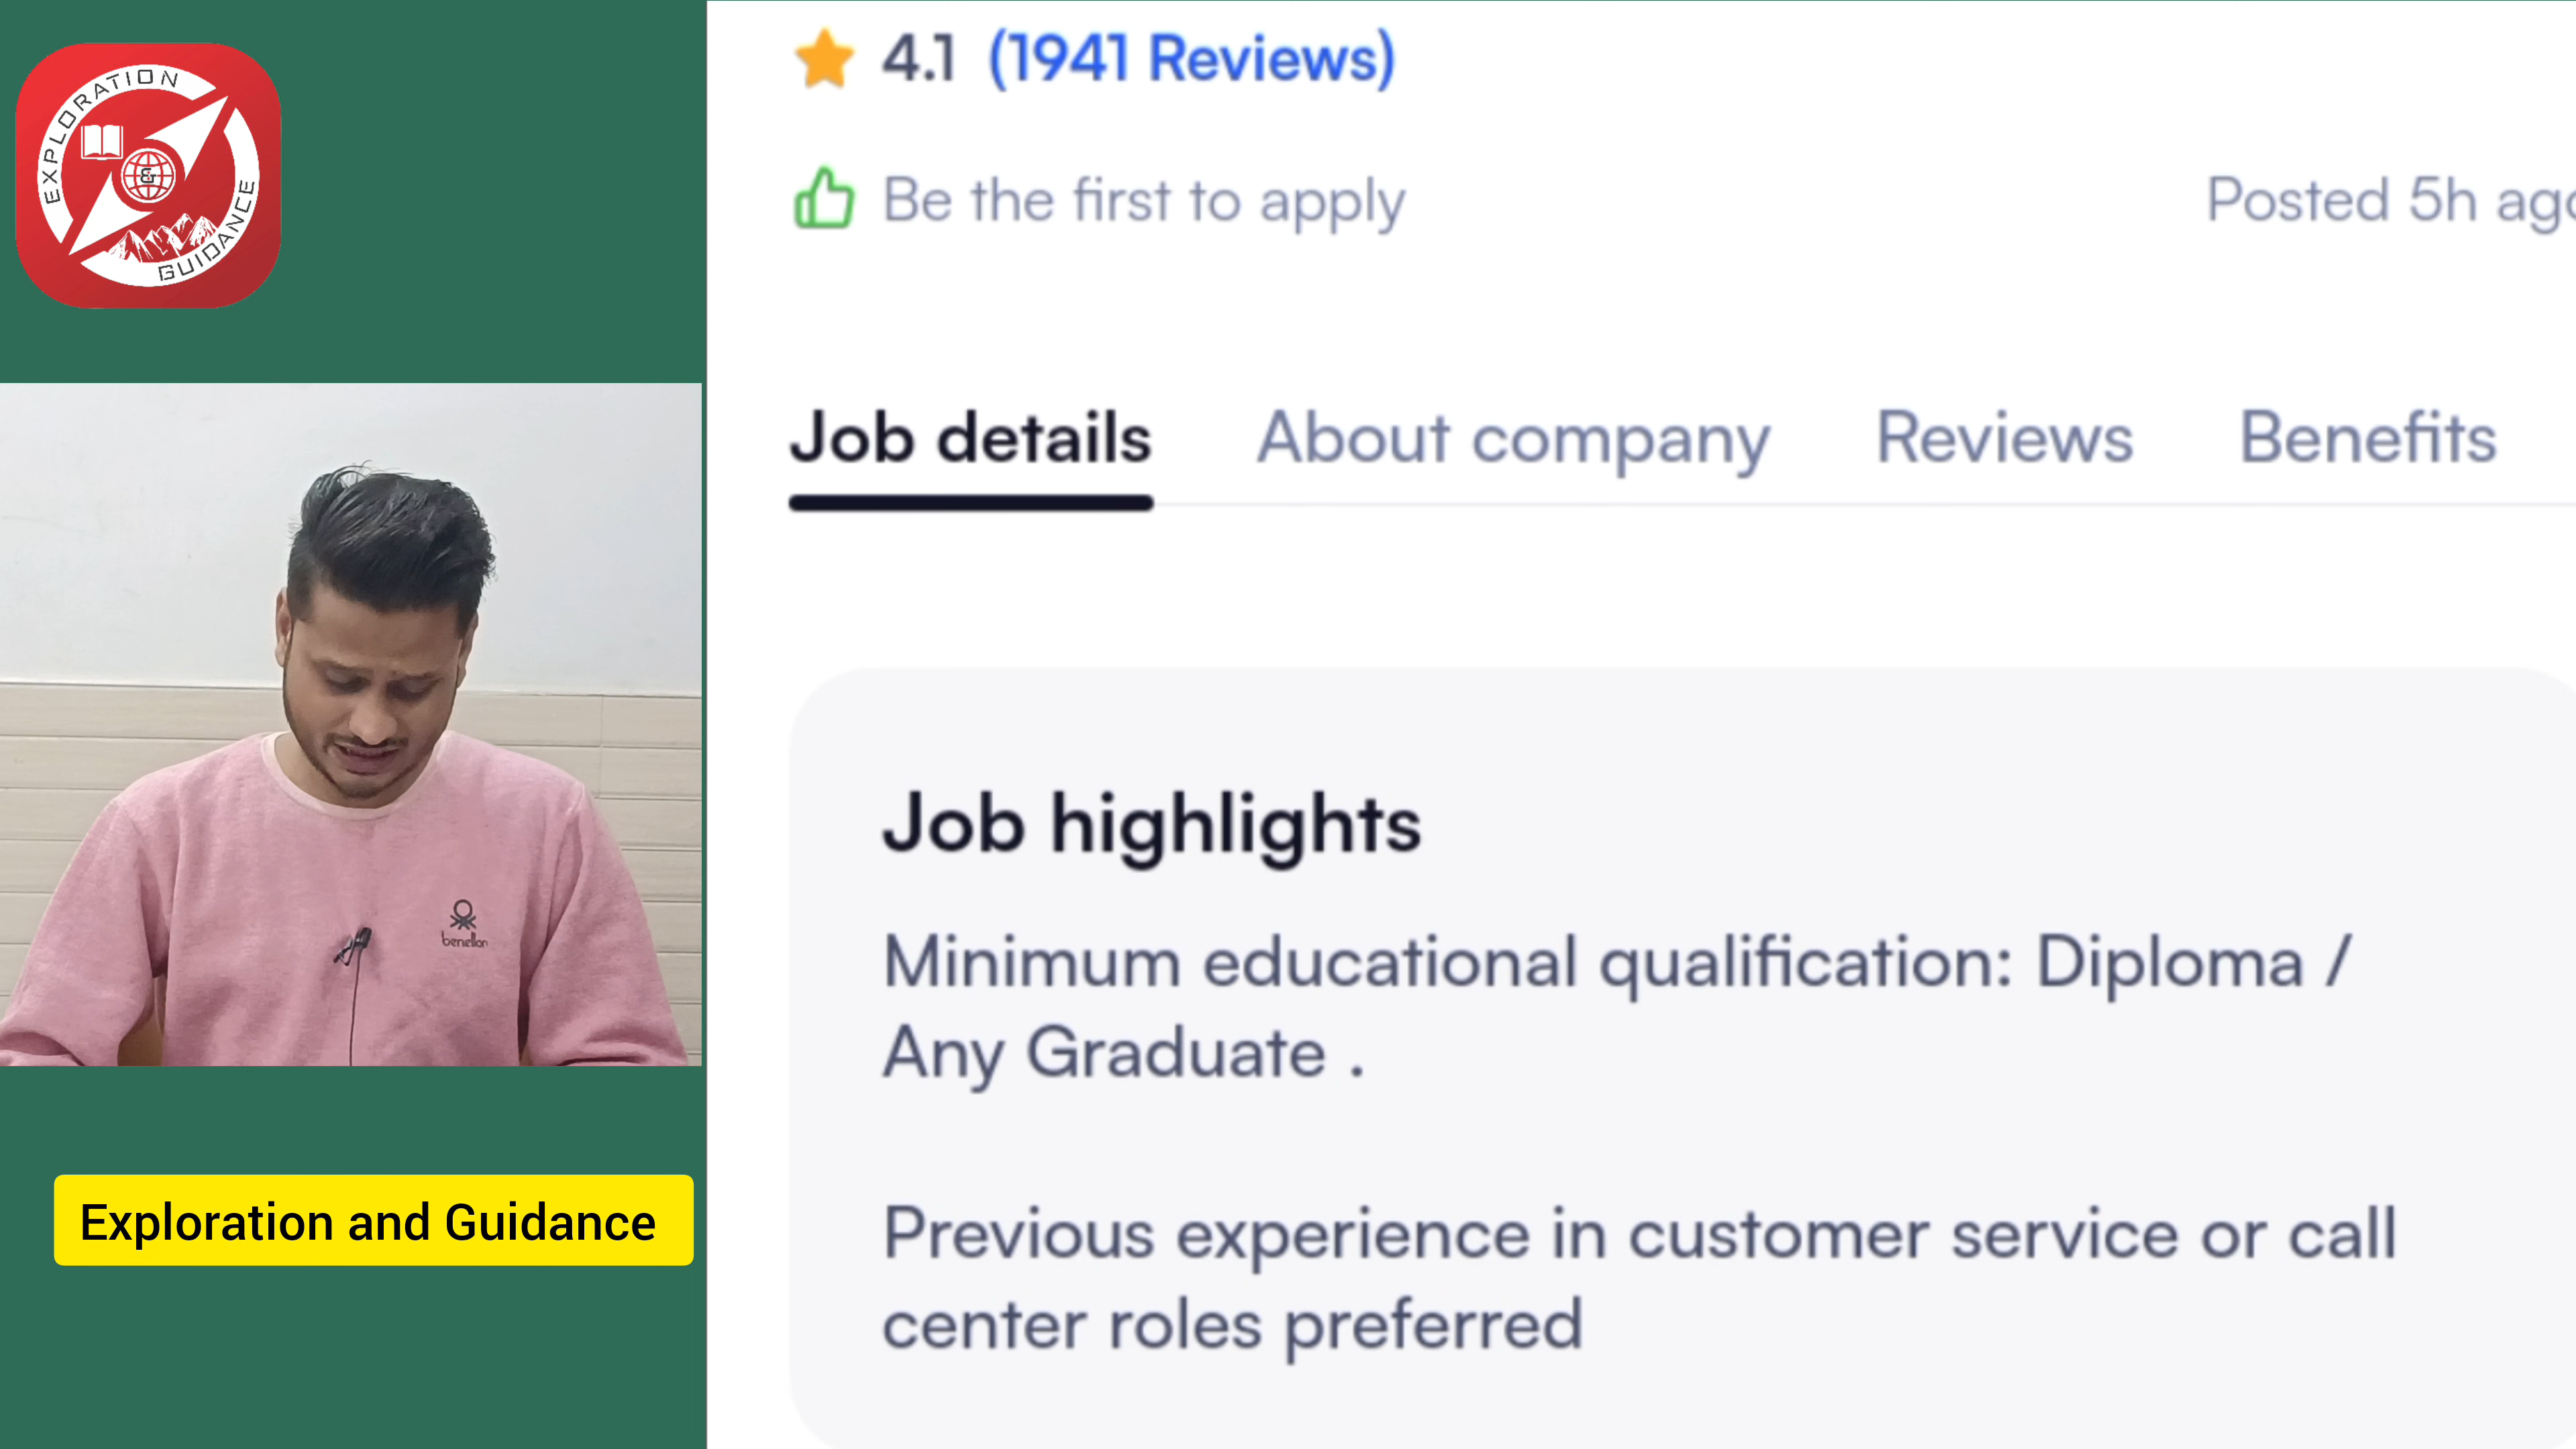 EXPLORATION
&
GUIDANCE
4.1 (1941 Reviews)
Be the first to apply
Posted 5h ago
Job details
About company
Reviews
Benefits
Job highlights
Minimum educational qualification: Diploma /
Any Graduate .
Previous experience in customer service or call
center roles preferred
benetton
Exploration and Guidance